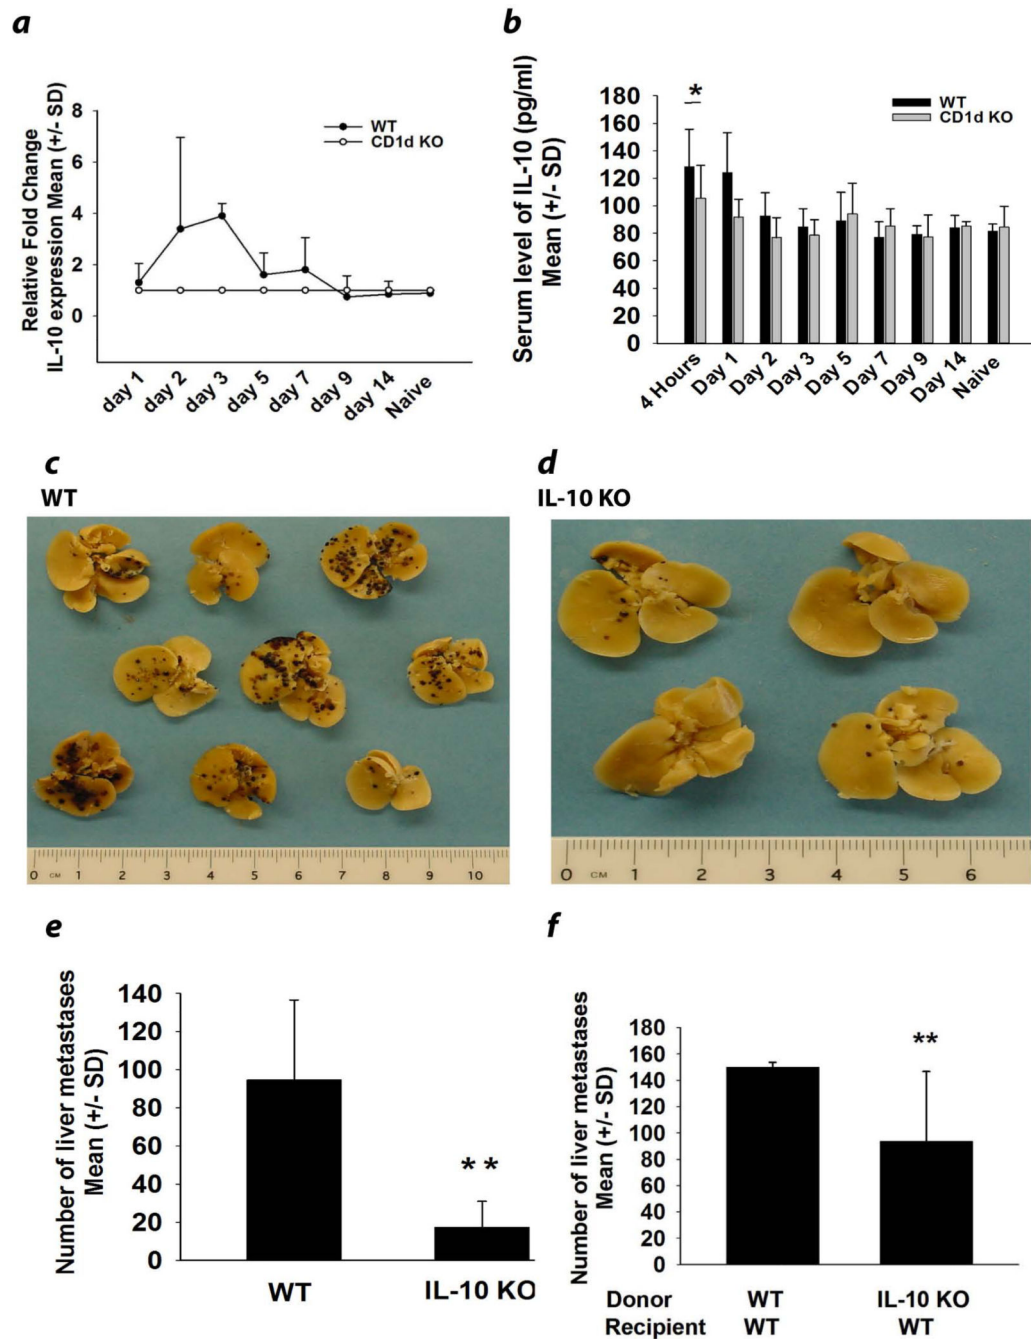 a
Relative Fold Change
IL-10 expression Mean (+/- SD)
8
6
4
2
0
WT
CD1d KO
day 1
day 2
day 3
day 5
day 7
day 9
day 14
Naive
b
Serum level of IL-10 (pg/ml)
Mean (+/- SD)
180
160
140
120
100
80
60
40
20
0
*
WT
CD1d KO
4 Hours
Day 1
Day 2
Day 3
Day 5
Day 7
Day 9
Day 14
Naive
c
WT
0 CM 1 2 3 4 5 6 7 8 9 10
d
IL-10 KO
0 CM 1 2 3 4 5 6
e
Number of liver metastases
Mean (+/- SD)
140
120
100
80
60
40
20
0
* *
WT IL-10 KO
f
Number of liver metastases
Mean (+/- SD)
180
160
140
120
100
80
60
40
20
0
**
Donor WT IL-10 KO
Recipient WT WT